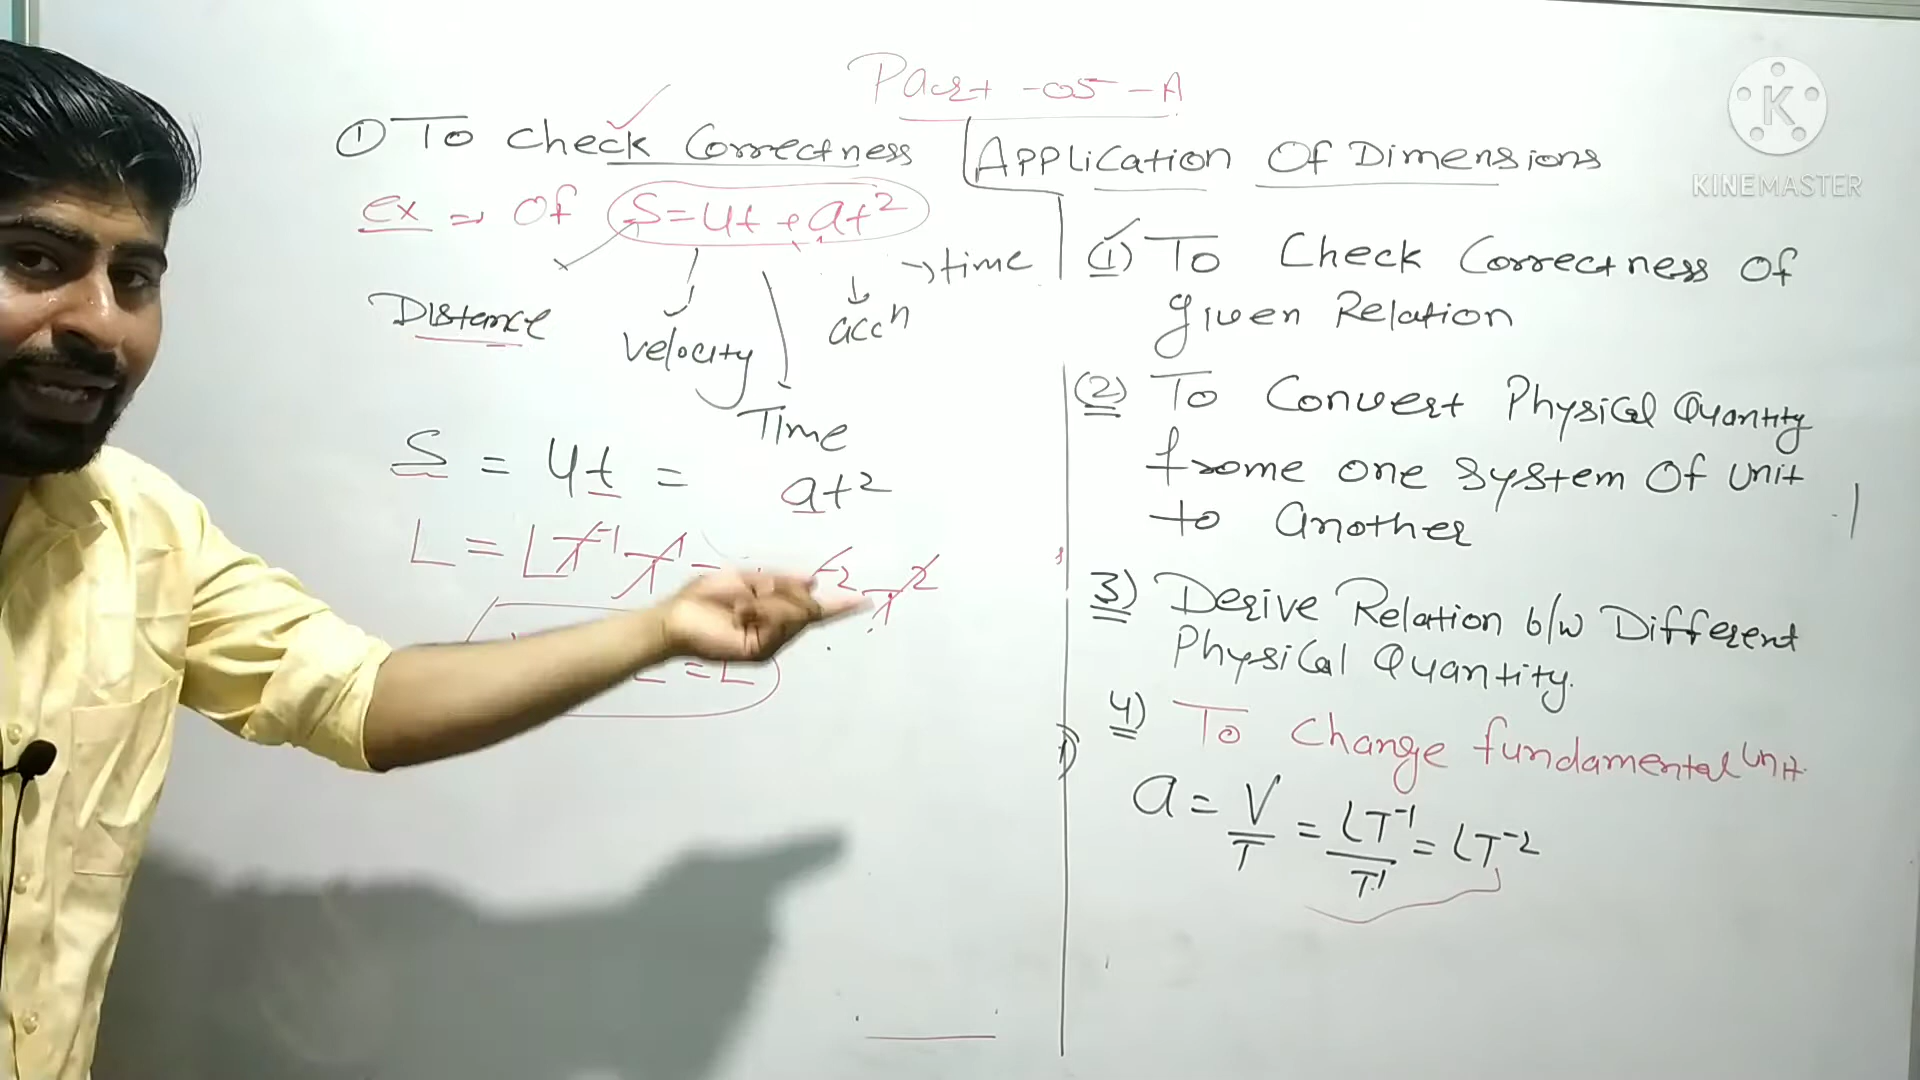 Part -05-A
① To Check Correctness
ex ⇒ Of S=ut+at²
→time
Distance
velocity
accⁿ
Time
S = ut = at²
L = LT⁻¹T¹
⁻²T²
=L
Application Of Dimensions
(1) To Check Correctness Of
given Relation
(2) To Convert Physical Quantity
frome one system Of Unit
to another
3) Derive Relation b/w Different
Physical Quantity.
4) To Change fundamental Unit
a = V/T = LT⁻¹/T¹ = LT⁻²
K
KINEMASTER